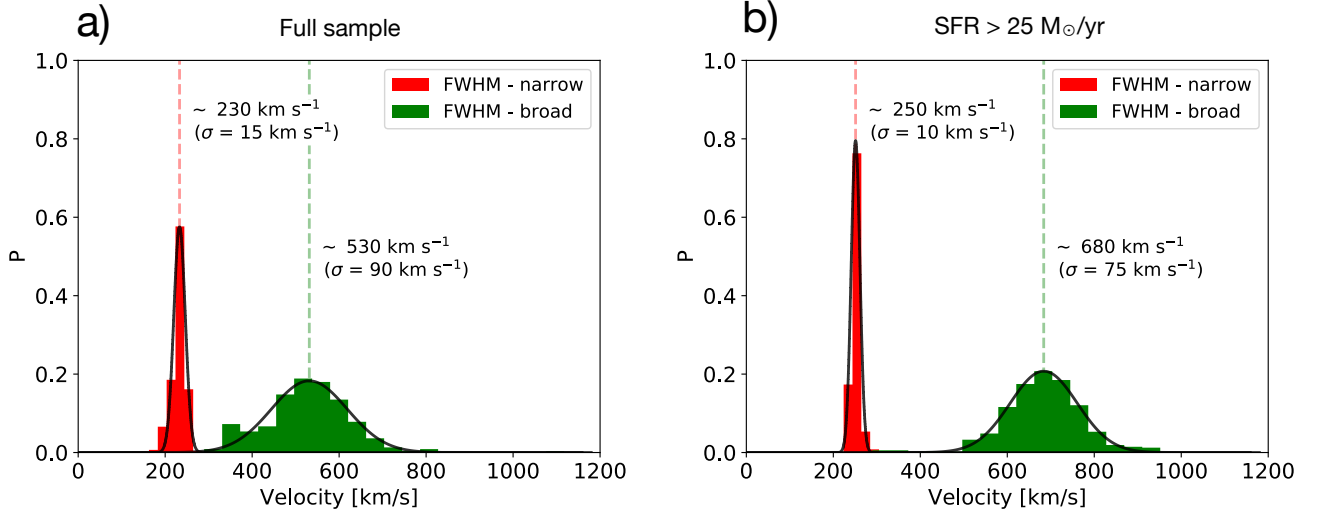 a)
Full sample
1.0
0.8
0.6
0.4
0.2
0.0
P
FWHM - narrow
FWHM - broad
~ 230 km s⁻¹
(σ = 15 km s⁻¹)
~ 530 km s⁻¹
(σ = 90 km s⁻¹)
0 200 400 600 800 1000 1200
Velocity [km/s]
b)
SFR > 25 M☉/yr
1.0
0.8
0.6
0.4
0.2
0.0
P
FWHM - narrow
FWHM - broad
~ 250 km s⁻¹
(σ = 10 km s⁻¹)
~ 680 km s⁻¹
(σ = 75 km s⁻¹)
0 200 400 600 800 1000 1200
Velocity [km/s]